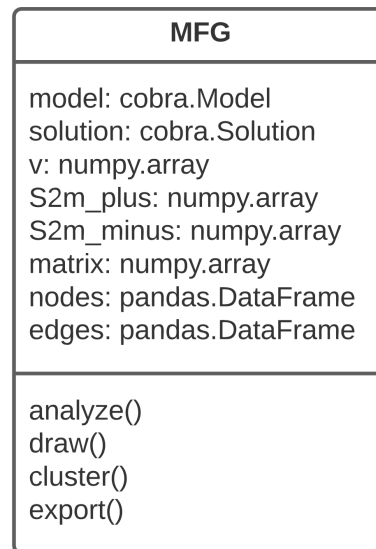 MFG
model: cobra.Model
solution: cobra.Solution
v: numpy.array
S2m_plus: numpy.array
S2m_minus: numpy.array
matrix: numpy.array
nodes: pandas.DataFrame
edges: pandas.DataFrame
analyze()
draw()
cluster()
export()